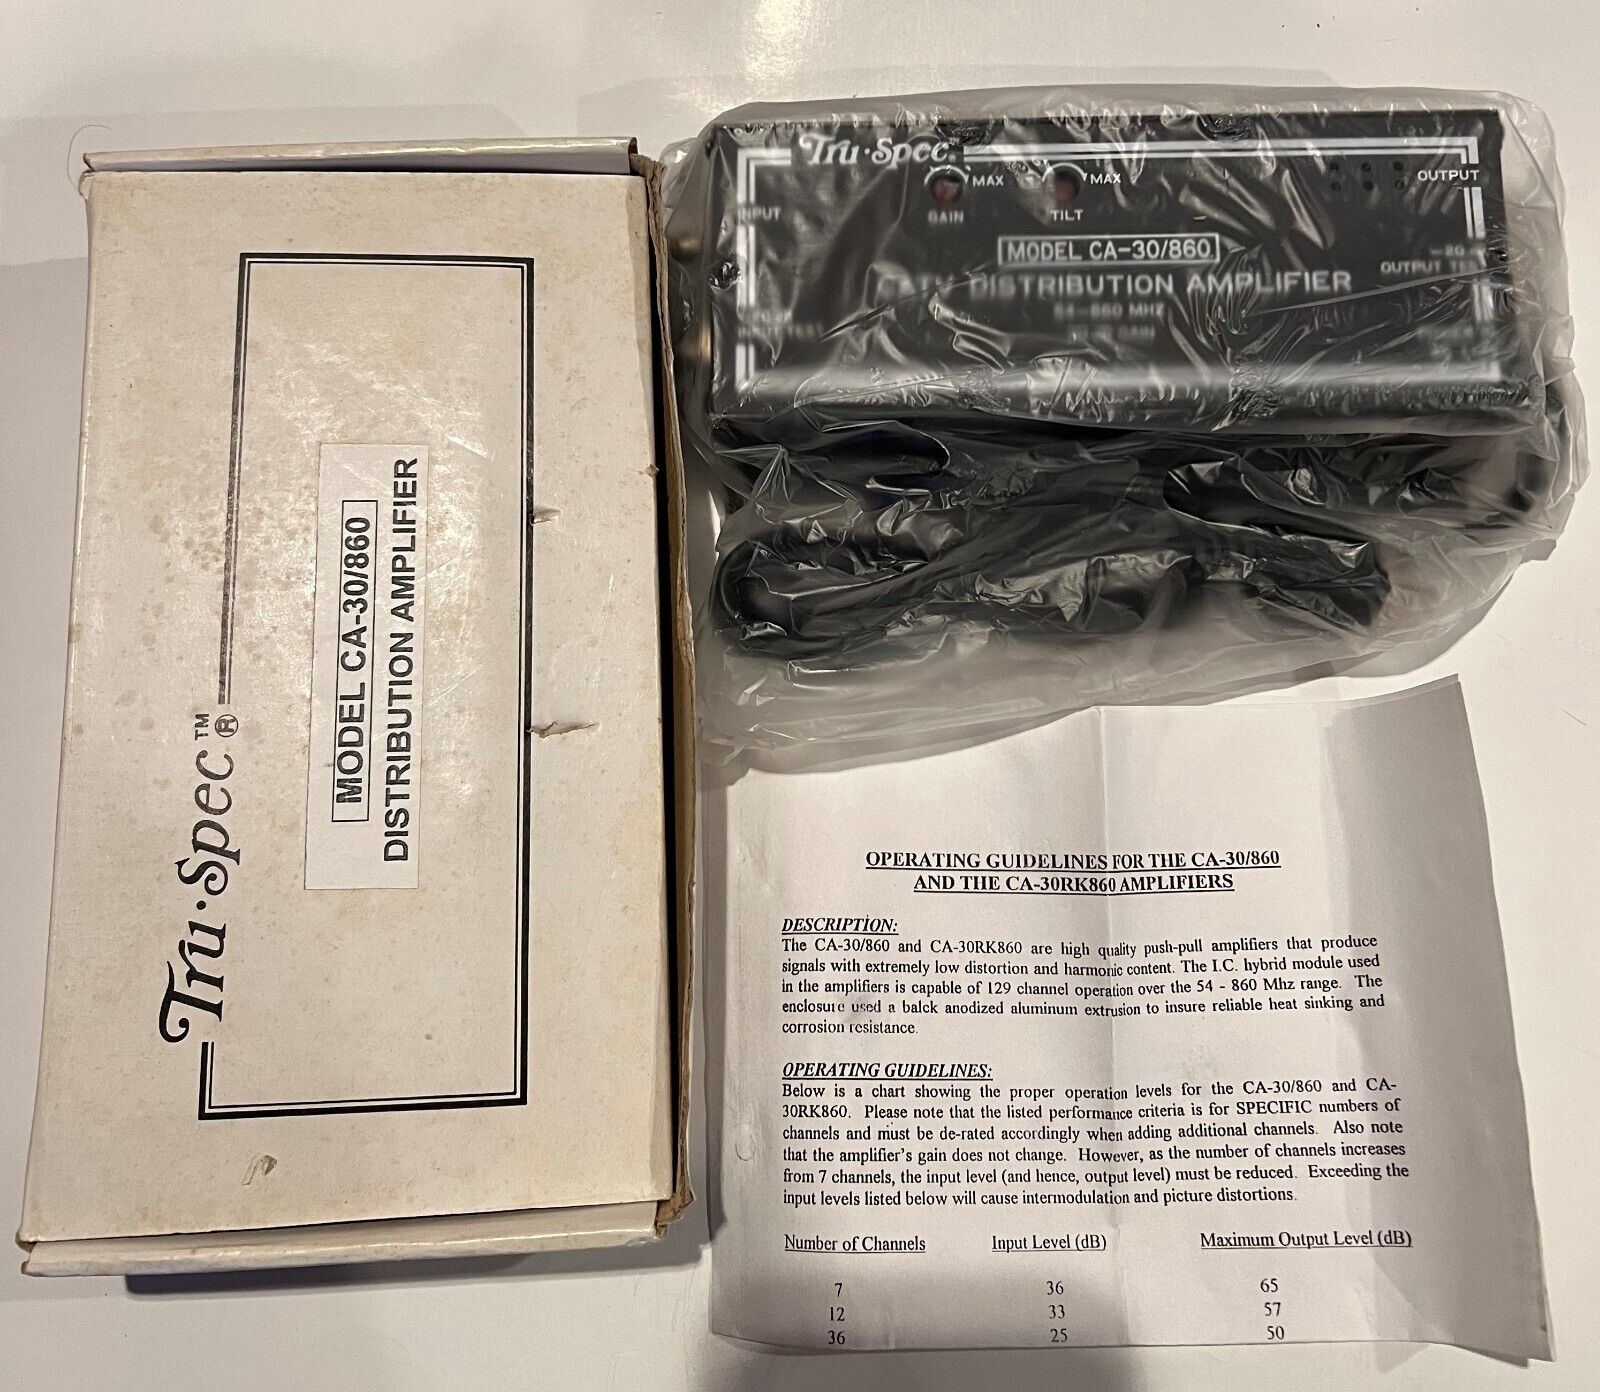 Tru·Spec™®
MODEL CA-30/860
DISTRIBUTION AMPLIFIER
Tru·Spec®
MAX
MAX
OUTPUT
INPUT
GAIN
TILT
MODEL CA-30/860
-20
OUTPUT TEST
CATV DISTRIBUTION AMPLIFIER
54-860 MHZ
INPUT TEST
GAIN
OPERATING GUIDELINES FOR THE CA-30/860
AND THE CA-30RK860 AMPLIFIERS
DESCRIPTION:
The CA-30/860 and CA-30RK860 are high quality push-pull amplifiers that produce
signals with extremely low distortion and harmonic content. The I.C. hybrid module used
in the amplifiers is capable of 129 channel operation over the 54 - 860 Mhz range. The
enclosure used a balck anodized aluminum extrusion to insure reliable heat sinking and
corrosion resistance.
OPERATING GUIDELINES:
Below is a chart showing the proper operation levels for the CA-30/860 and CA-
30RK860. Please note that the listed performance criteria is for SPECIFIC numbers of
channels and must be de-rated accordingly when adding additional channels. Also note
that the amplifier's gain does not change. However, as the number of channels increases
from 7 channels, the input level (and hence, output level) must be reduced. Exceeding the
input levels listed below will cause intermodulation and picture distortions.
Number of Channels Input Level (dB) Maximum Output Level (dB)
7 36 65
12 33 57
36 25 50